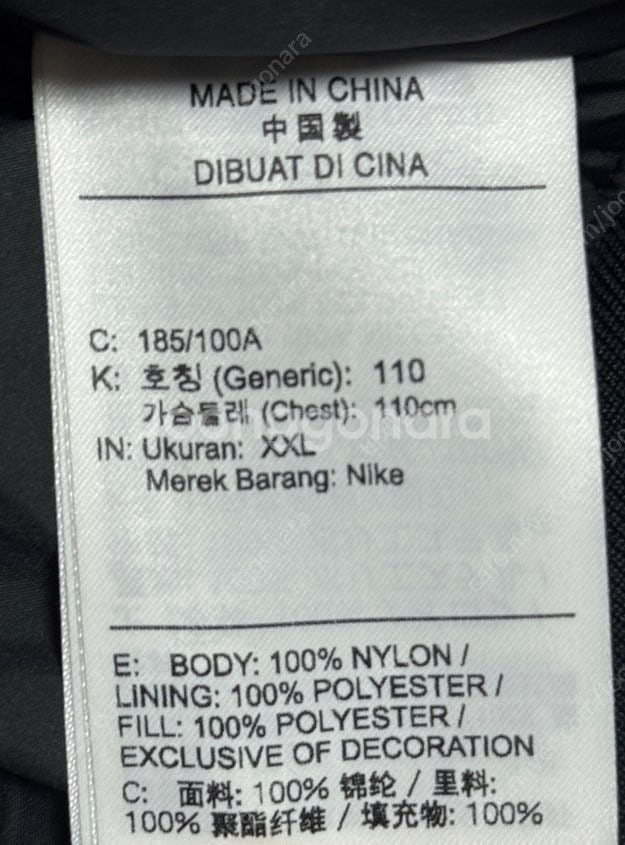 MADE IN CHINA
中国製
DIBUAT DI CINA
C: 185/100A
K: 호칭 (Generic): 110
가슴둘레 (Chest): 110cm
joongogonara
IN: Ukuran: XXL
Merek Barang: Nike
E: BODY: 100% NYLON /
LINING: 100% POLYESTER /
FILL: 100% POLYESTER /
EXCLUSIVE OF DECORATION
C: 面料: 100% 锦纶 / 里料:
100% 聚酯纤维 / 填充物: 100%